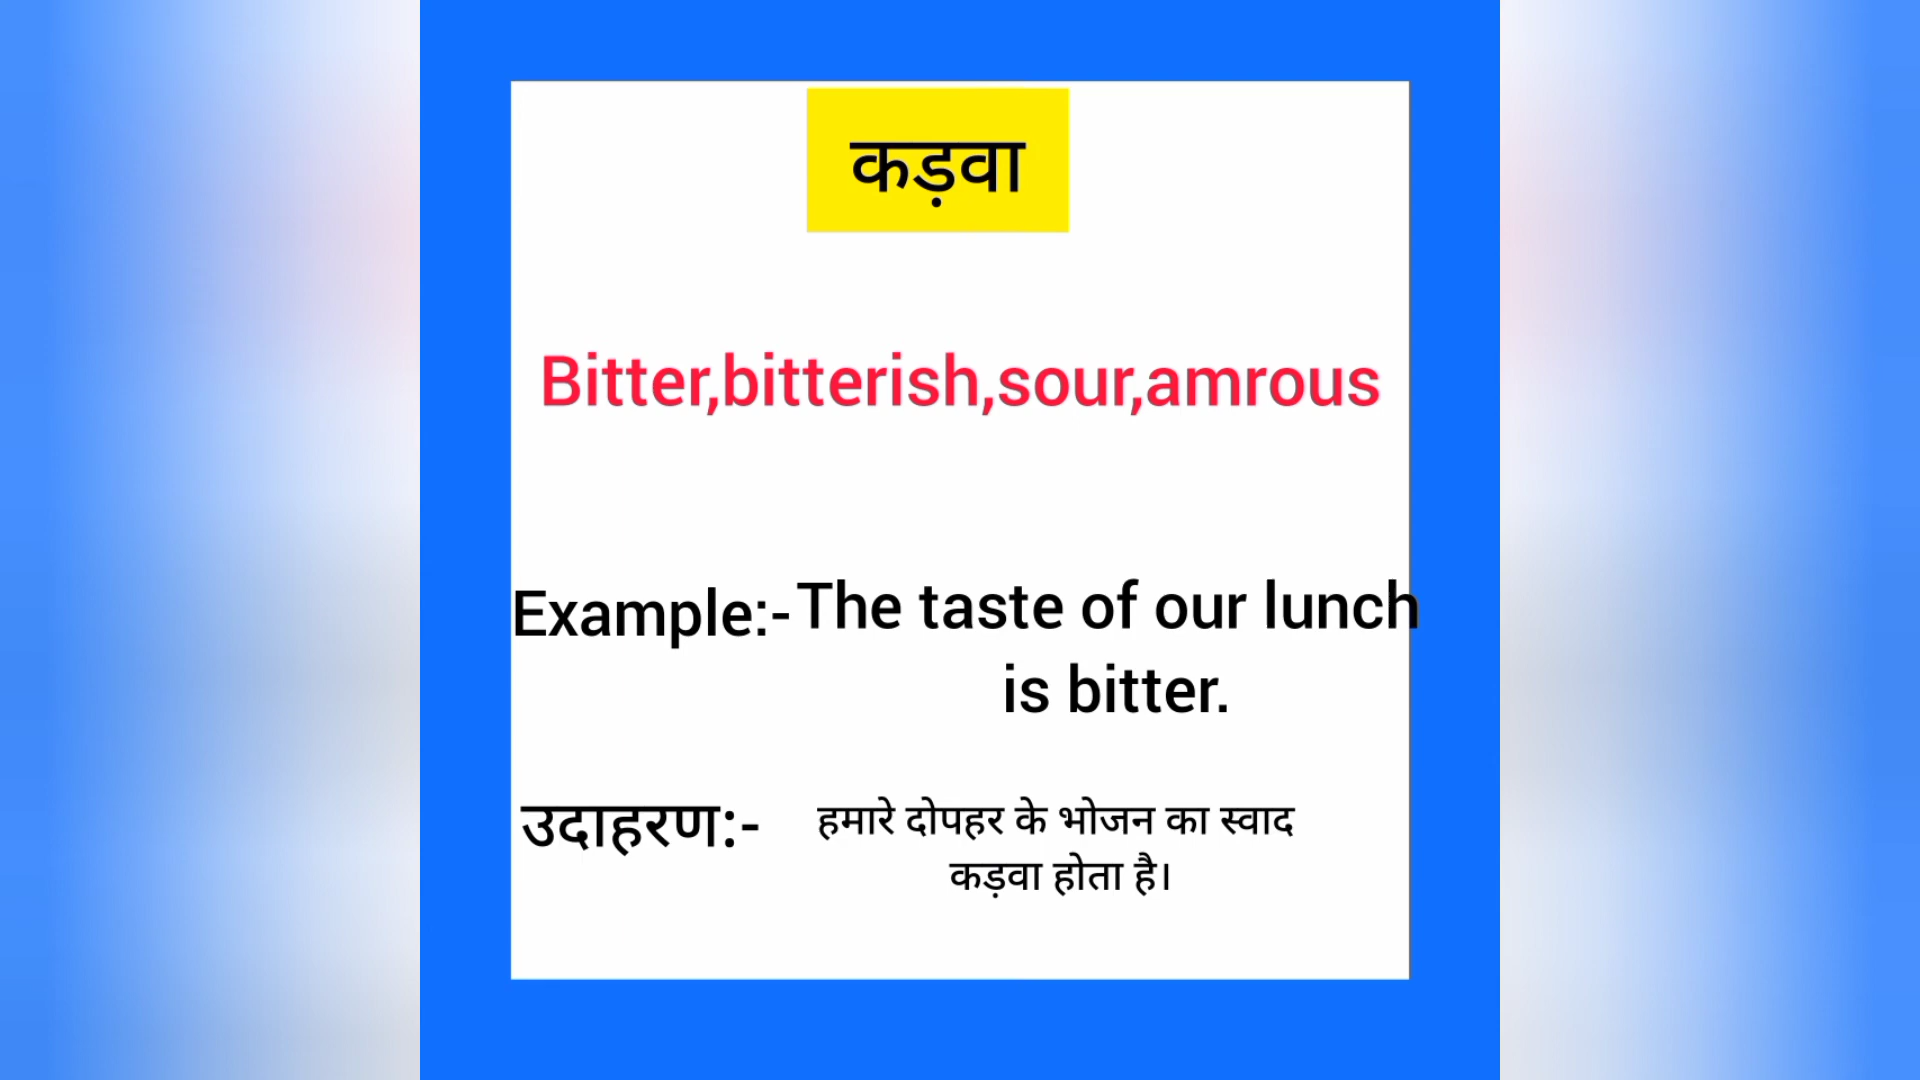 कड़वा
Bitter,bitterish,sour,amrous
Example:- The taste of our lunch
is bitter.
उदाहरण:- हमारे दोपहर के भोजन का स्वाद
कड़वा होता है।